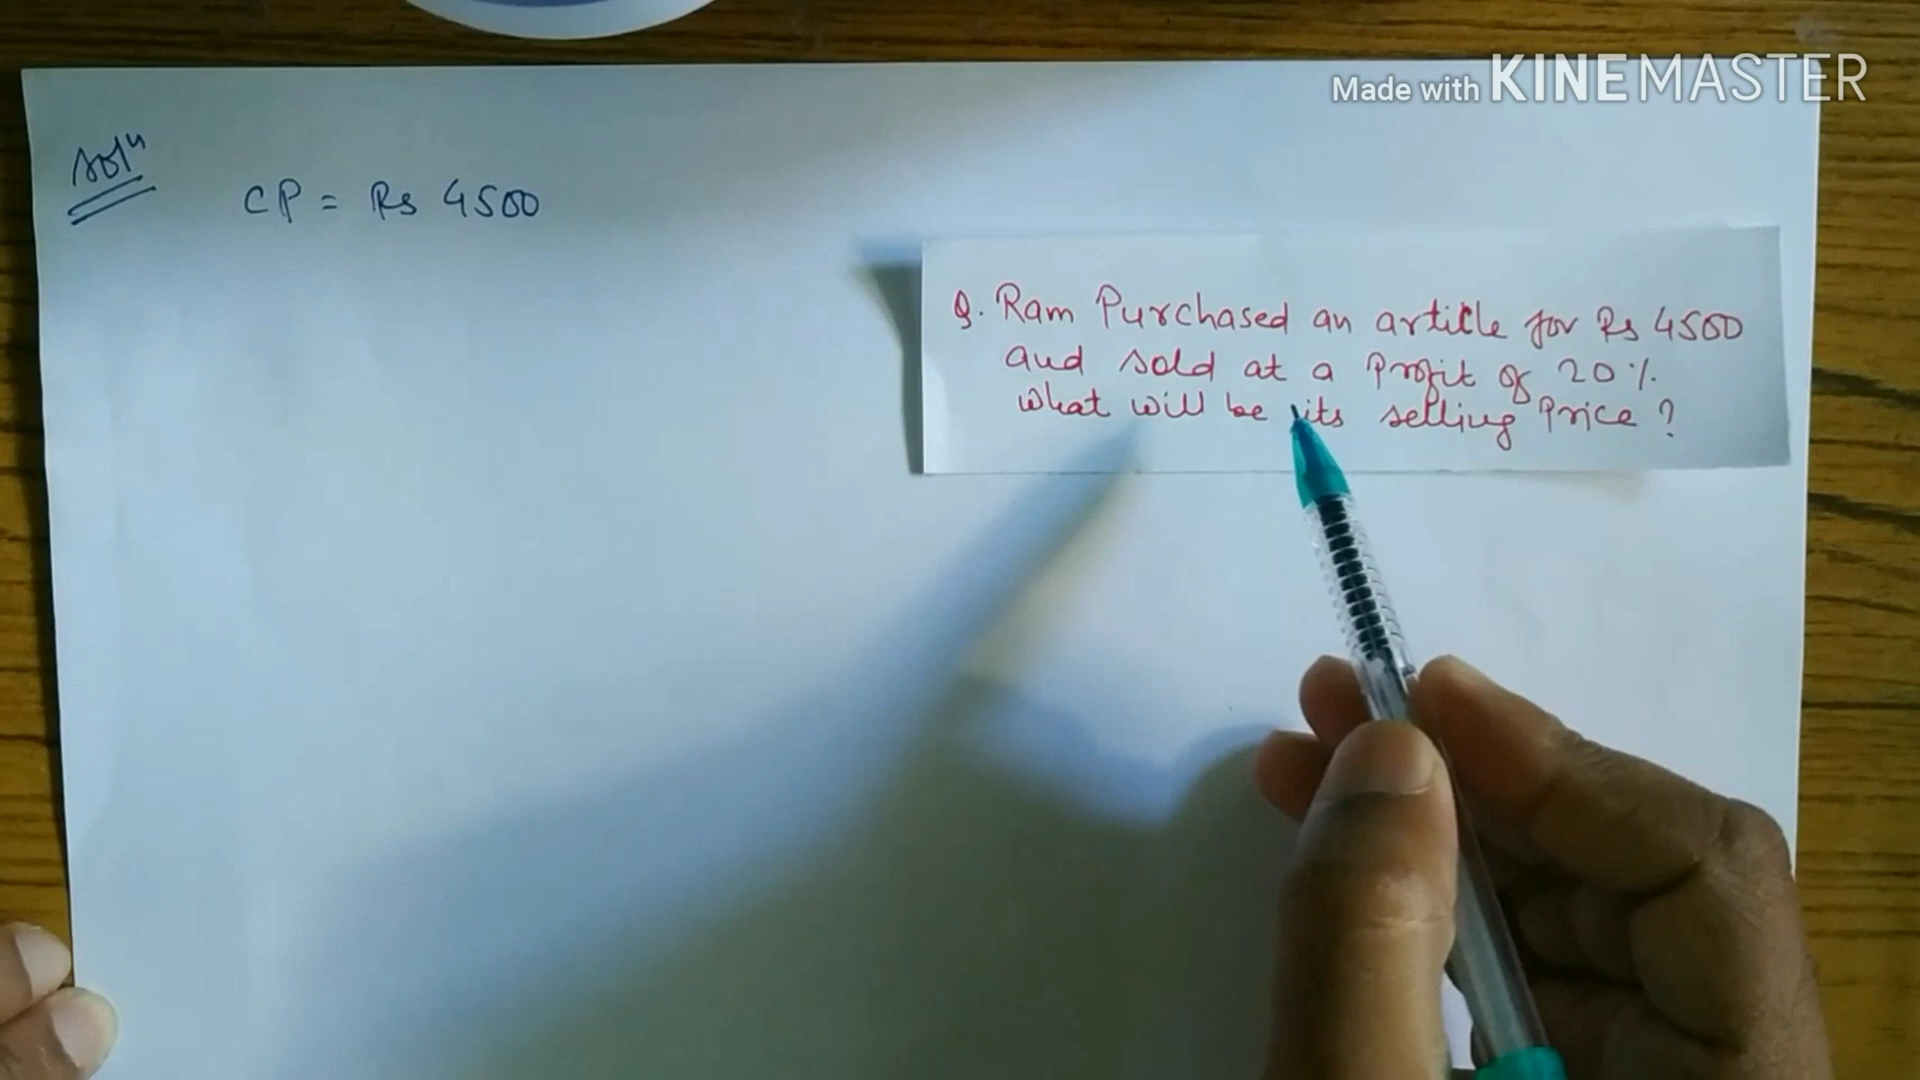 Made with KINEMASTER
Solⁿ
CP = Rs 4500
Q. Ram Purchased an article for Rs 4500
and sold at a Profit of 20%.
What will be its selling Price ?